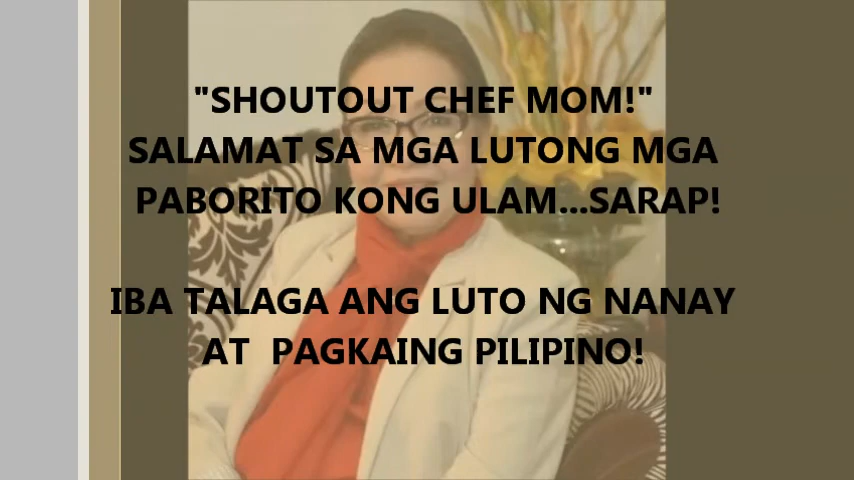 "SHOUTOUT CHEF MOM!"
SALAMAT SA MGA LUTONG MGA
PABORITO KONG ULAM...SARAP!
IBA TALAGA ANG LUTO NG NANAY
AT PAGKAING PILIPINO!